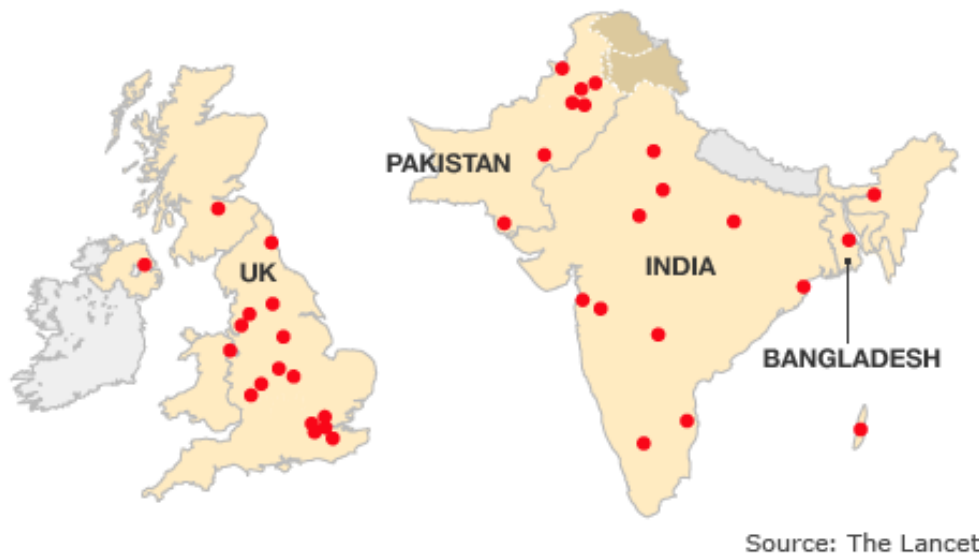 PAKISTAN
UK
INDIA
BANGLADESH
Source: The Lancet